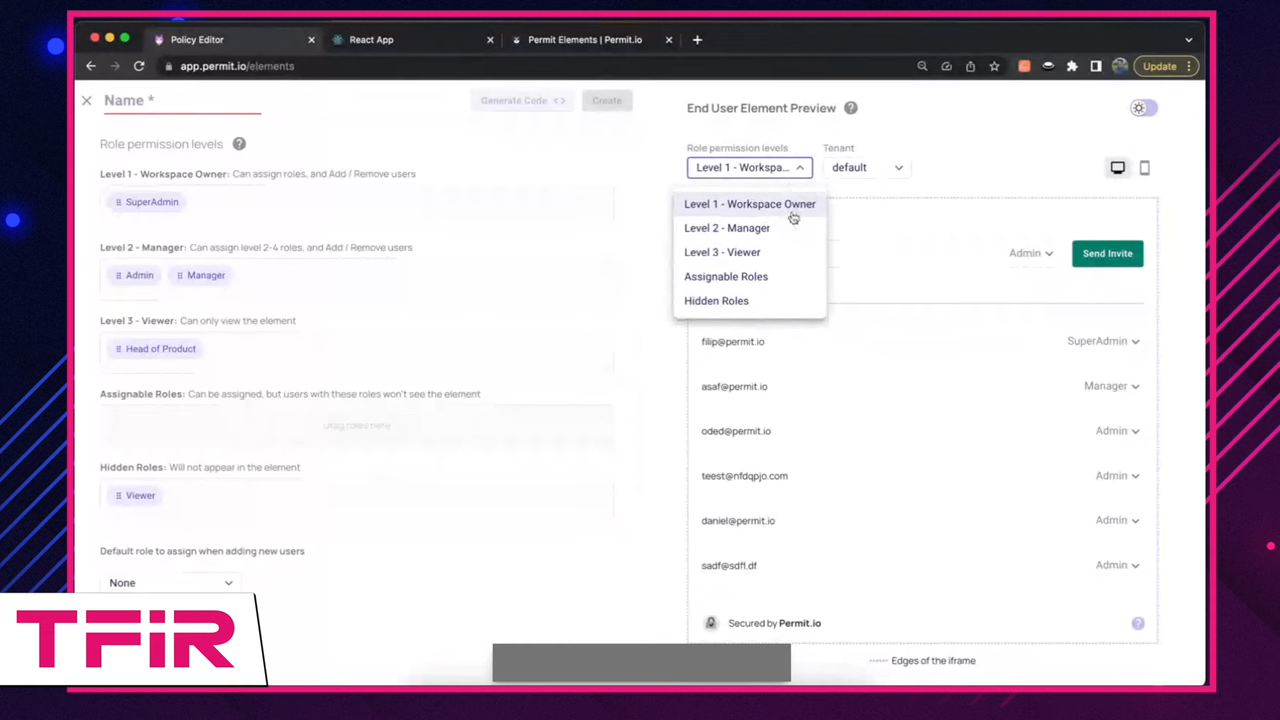 Policy Editor
React App
Permit Elements | Permit.io
app.permit.io/elements
Update
Name *
Generate Code <>
Create
Role permission levels
Level 1 - Workspace Owner: Can assign roles, and Add / Remove users
SuperAdmin
Level 2 - Manager: Can assign level 2-4 roles, and Add / Remove users
Admin
Manager
Level 3 - Viewer: Can only view the element
Head of Product
Assignable Roles: Can be assigned, but users with these roles won't see the element
Drag roles here
Hidden Roles: Will not appear in the element
Viewer
Default role to assign when adding new users
None
End User Element Preview
Role permission levels
Tenant
Level 1 - Workspa...
default
Level 1 - Workspace Owner
Level 2 - Manager
Level 3 - Viewer
Assignable Roles
Hidden Roles
Admin
Send Invite
filip@permit.io
SuperAdmin
asaf@permit.io
Manager
oded@permit.io
Admin
teest@nfdqpjo.com
Admin
daniel@permit.io
Admin
sadf@sdfl.df
Admin
Secured by Permit.io
Edges of the iframe
TFiR